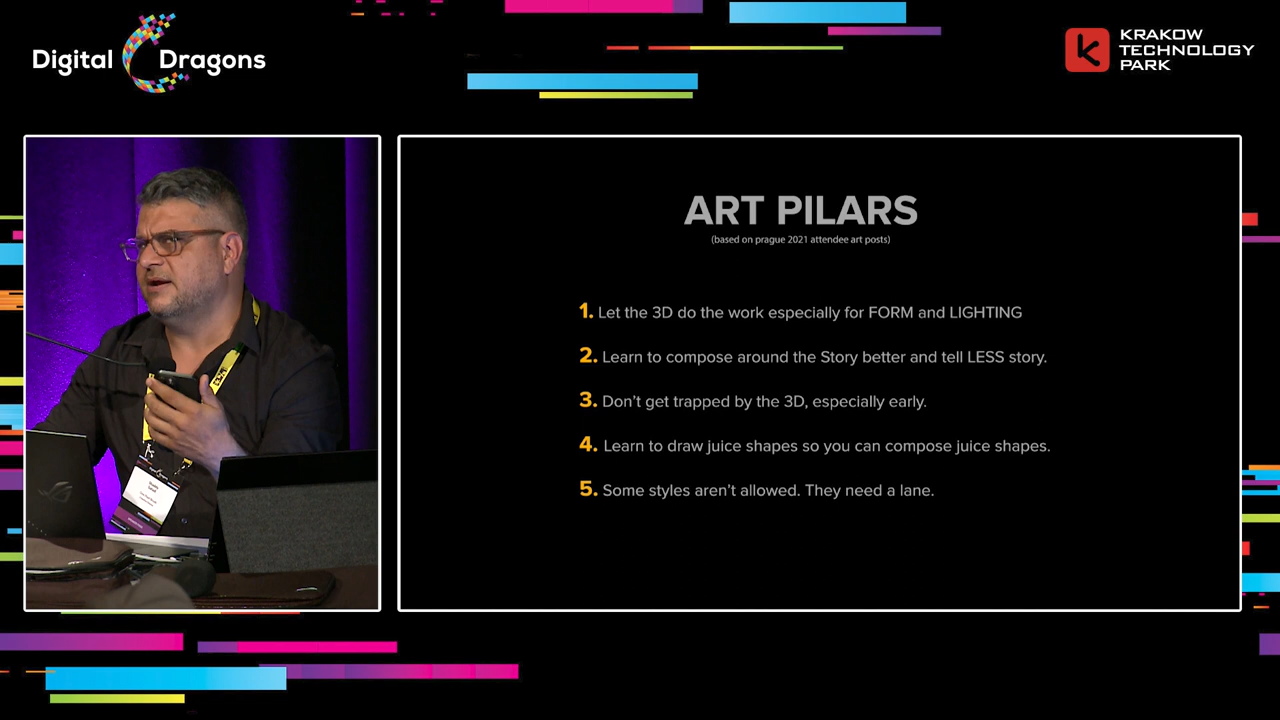 Digital Dragons
KRAKOW
TECHNOLOGY
PARK
ART PILARS
(based on prague 2021 attendee art posts)
1. Let the 3D do the work especially for FORM and LIGHTING
2. Learn to compose around the Story better and tell LESS story.
3. Don't get trapped by the 3D, especially early.
4. Learn to draw juice shapes so you can compose juice shapes.
5. Some styles aren't allowed. They need a lane.